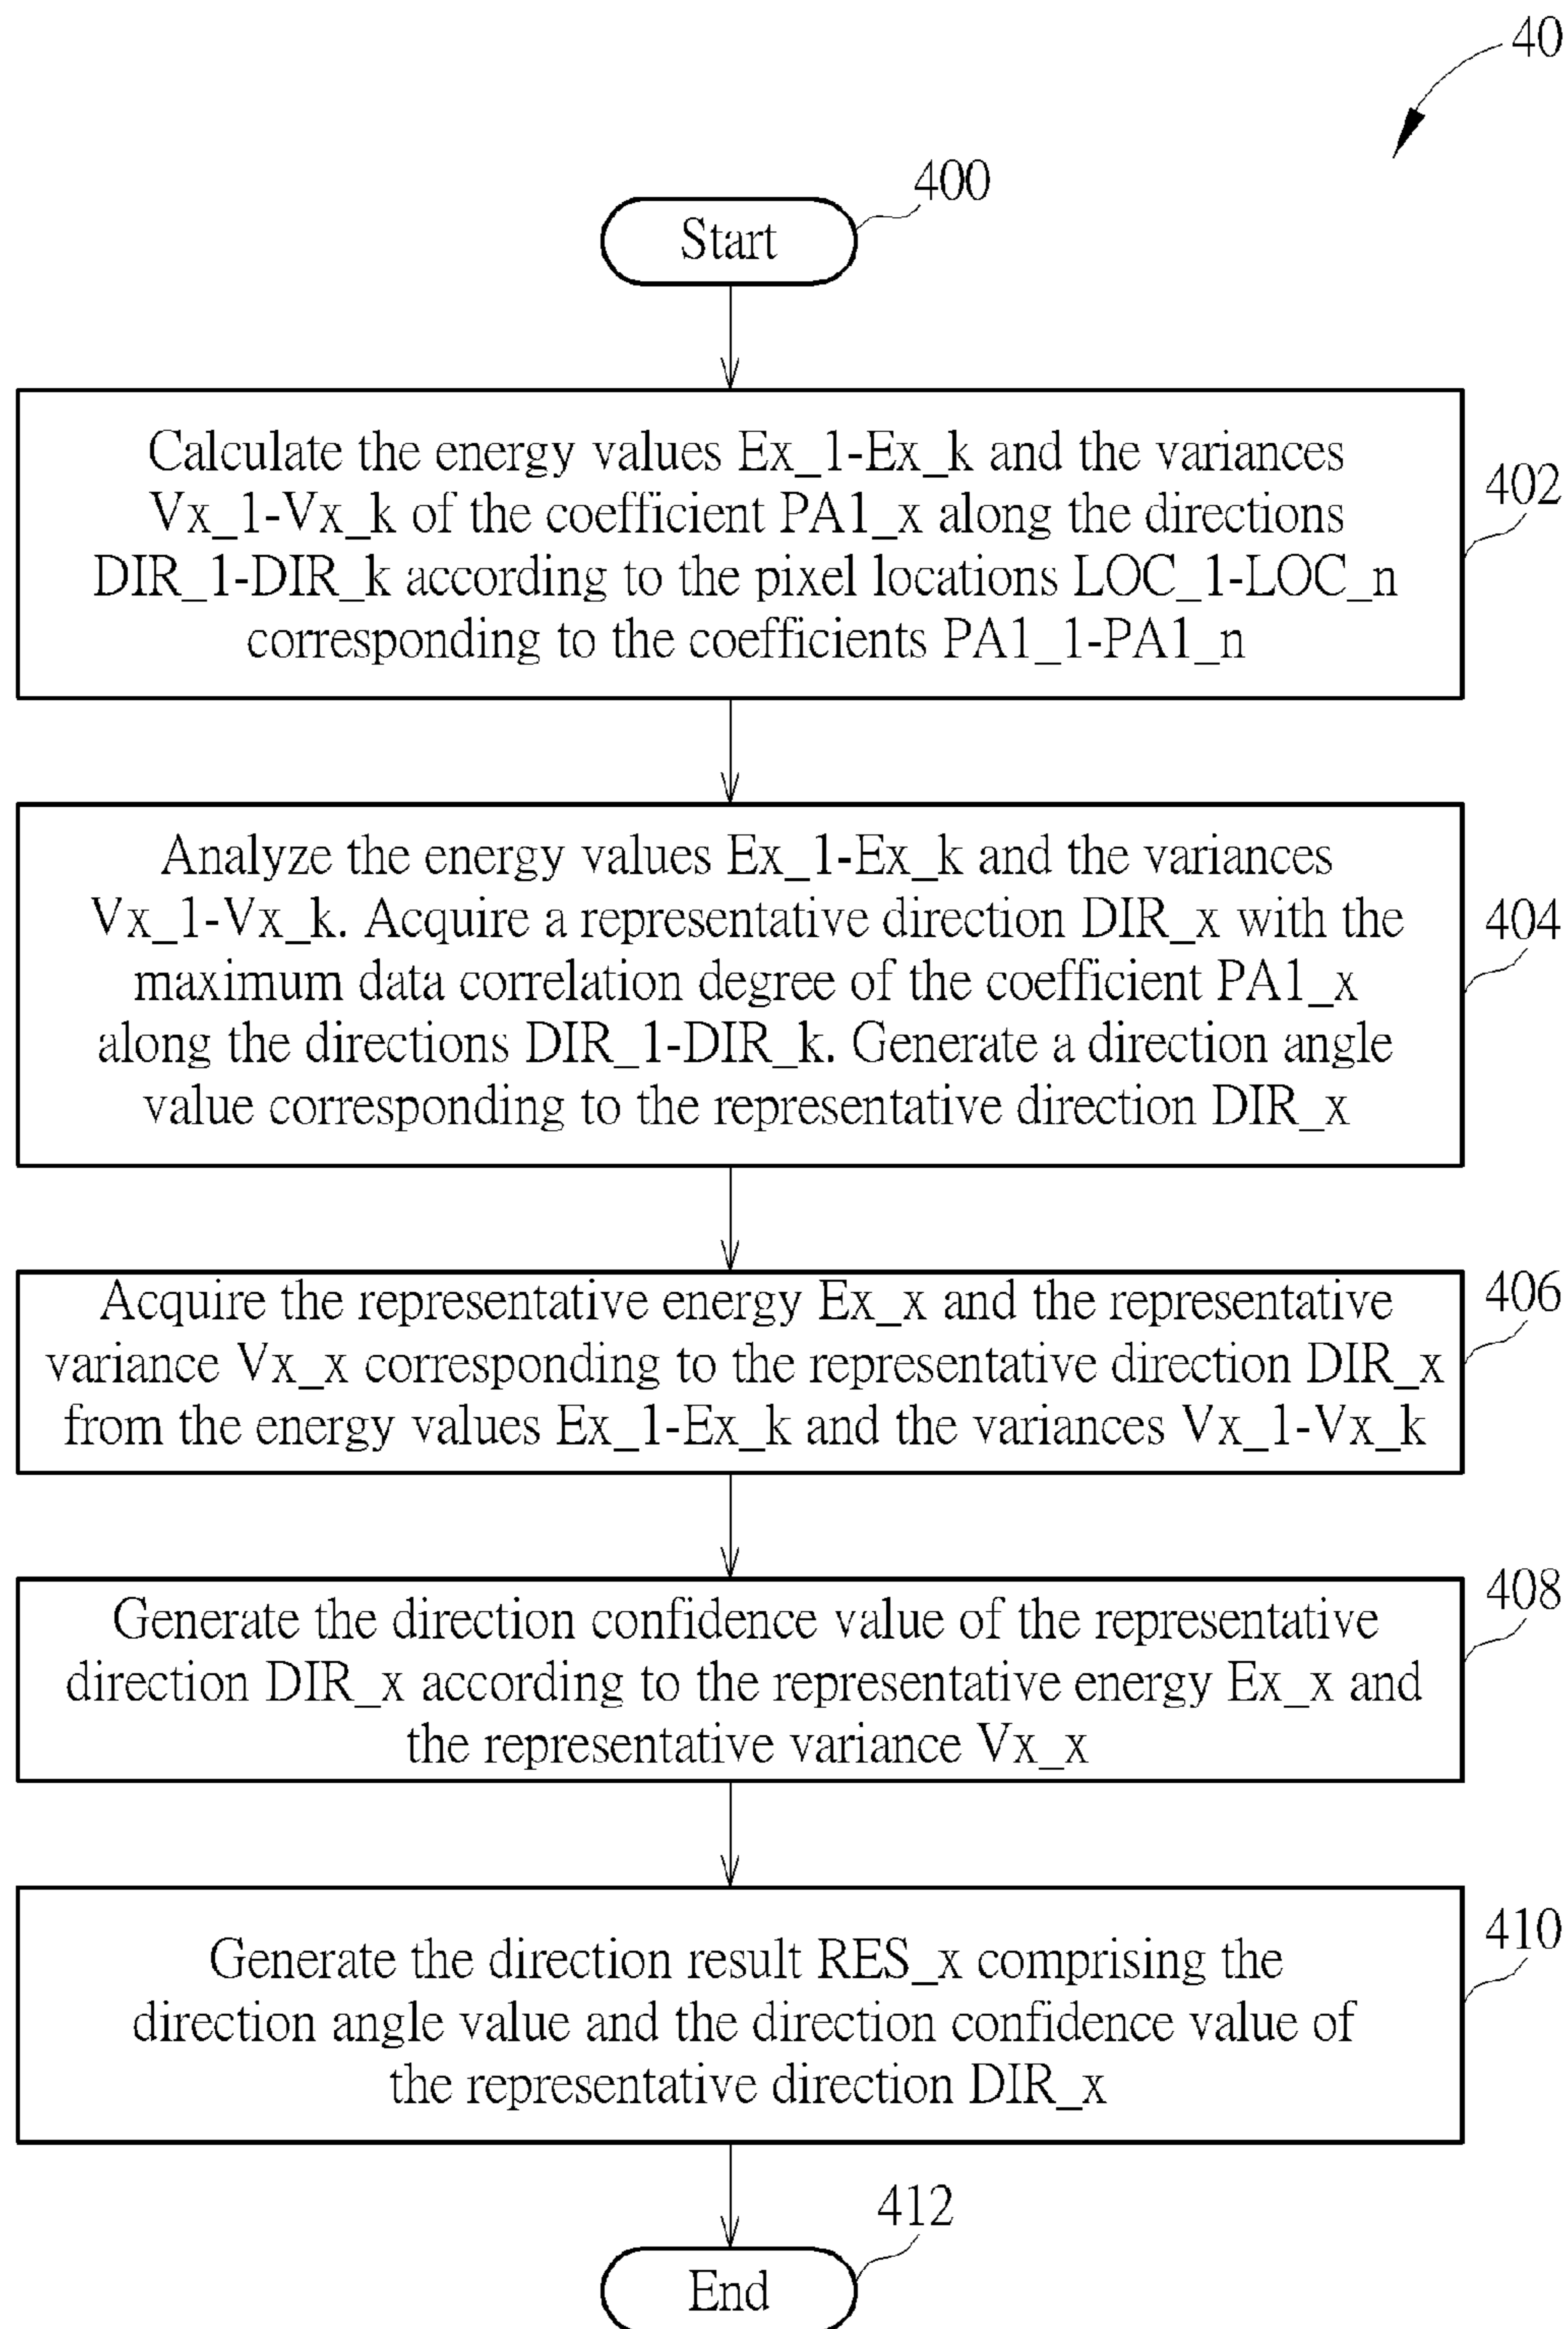 40
400
Start
Calculate the energy values Ex_1-Ex_k and the variances
Vx_1-Vx_k of the coefficient PA1_x along the directions
DIR_1-DIR_k according to the pixel locations LOC_1-LOC_n
corresponding to the coefficients PA1_1-PA1_n
402
Analyze the energy values Ex_1-Ex_k and the variances
Vx_1-Vx_k. Acquire a representative direction DIR_x with the
maximum data correlation degree of the coefficient PA1_x
along the directions DIR_1-DIR_k. Generate a direction angle
value corresponding to the representative direction DIR_x
404
Acquire the representative energy Ex_x and the representative
variance Vx_x corresponding to the representative direction DIR_x
from the energy values Ex_1-Ex_k and the variances Vx_1-Vx_k
406
Generate the direction confidence value of the representative
direction DIR_x according to the representative energy Ex_x and
the representative variance Vx_x
408
Generate the direction result RES_x comprising the
direction angle value and the direction confidence value of
the representative direction DIR_x
410
412
End